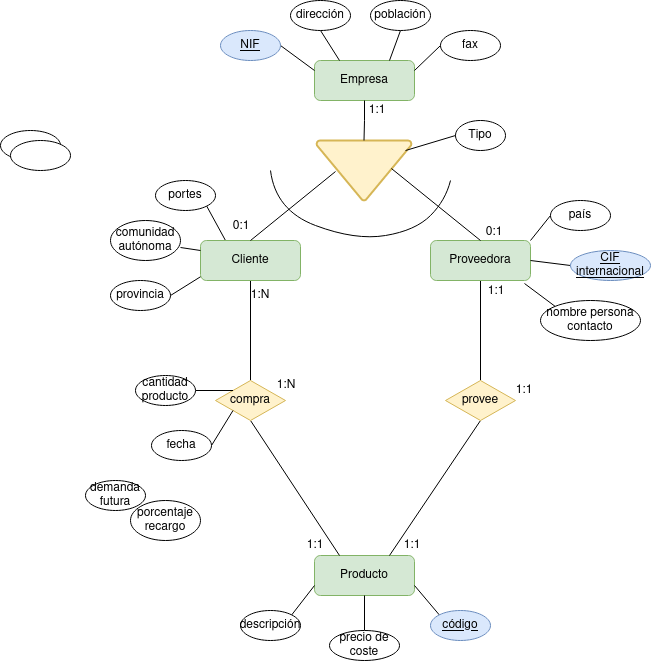 dirección
población
NIF
fax
Empresa
1:1
Tipo
portes
0:1
0:1
país
comunidad
autónoma
Cliente
Proveedora
CIF
internacional
provincia
1:N
1:1
nombre persona
contacto
cantidad
producto
1:N
compra
provee
1:1
fecha
demanda
futura
porcentaje
recargo
1:1
1:1
Producto
descripción
precio de
coste
código